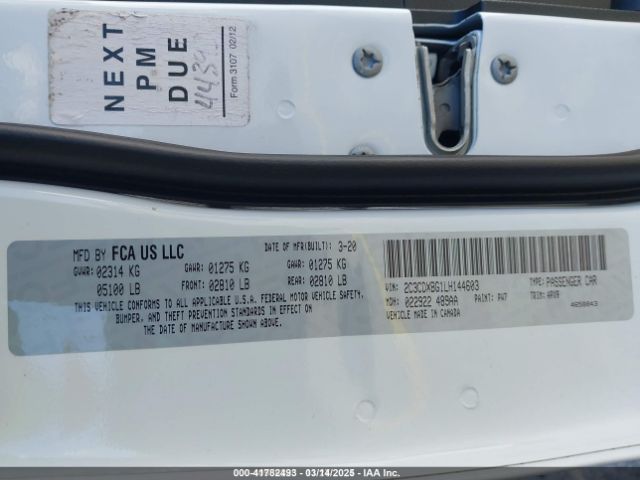 NEXT
PM
DUE
Form 3107 02/12
MFD BY FCA US LLC
DATE OF MFR(BUILT): 3-20
GVWR: 02314 KG
GAWR: 01275 KG
GAWR: 01275 KG
05100 LB
FRONT: 02810 LB
REAR: 02810 LB
THIS VEHICLE CONFORMS TO ALL APPLICABLE U.S.A. FEDERAL MOTOR VEHICLE SAFETY,
BUMPER, AND THEFT PREVENTION STANDARDS IN EFFECT ON
THE DATE OF MANUFACTURE SHOWN ABOVE.
VIN: 2C3CDXBG1LH144603
TYPE: PASSENGER CAR
MDH: 022922 489AA
PAINT: PW7
TRIM: APX9
VEHICLE MADE IN CANADA
4650843
00-41782493 - 03/14/2025 - IAA Inc.